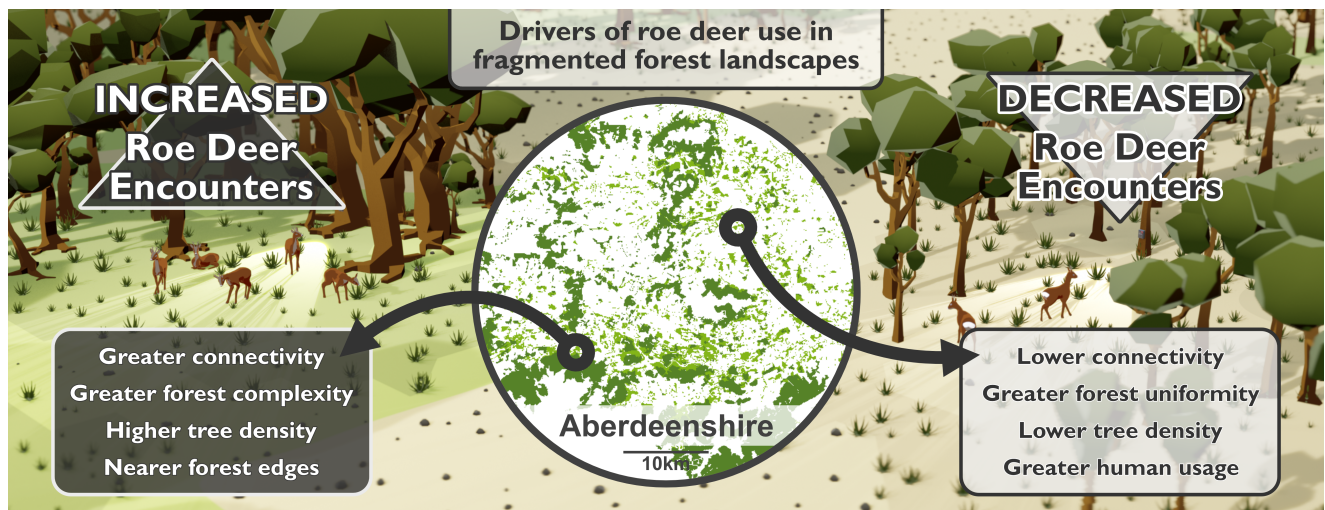 Drivers of roe deer use in
fragmented forest landscapes
INCREASED
Roe Deer
Encounters
DECREASED
Roe Deer
Encounters
Greater connectivity
Greater forest complexity
Higher tree density
Nearer forest edges
Aberdeenshire
10km
Lower connectivity
Greater forest uniformity
Lower tree density
Greater human usage